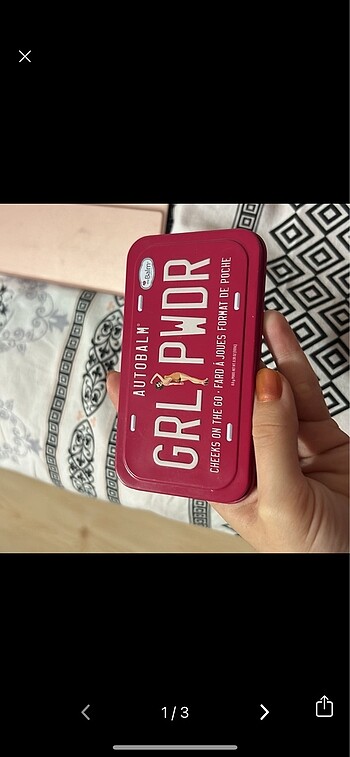 theBalm®
AUTOBALM®
GRL PWDR
CHEEKS ON THE GO • FARD À JOUES FORMAT DE POCHE
1/3